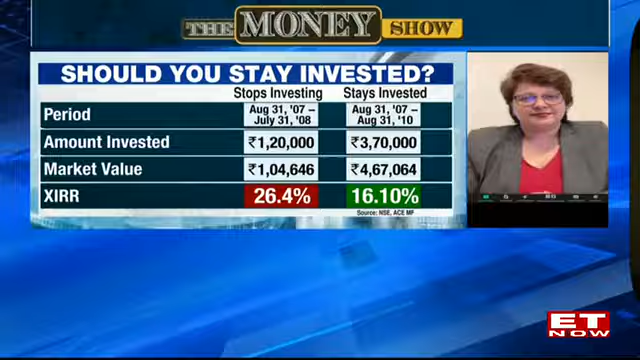 THE MONEY SHOW
SHOULD YOU STAY INVESTED?
Stops Investing Stays Invested
Period Aug 31, '07 – July 31, '08 Aug 31, '07 – Aug 31, '10
Amount Invested ₹1,20,000 ₹3,70,000
Market Value ₹1,04,646 ₹4,67,064
XIRR 26.4% 16.10%
Source: NSE, ACE MF
ET
NOW